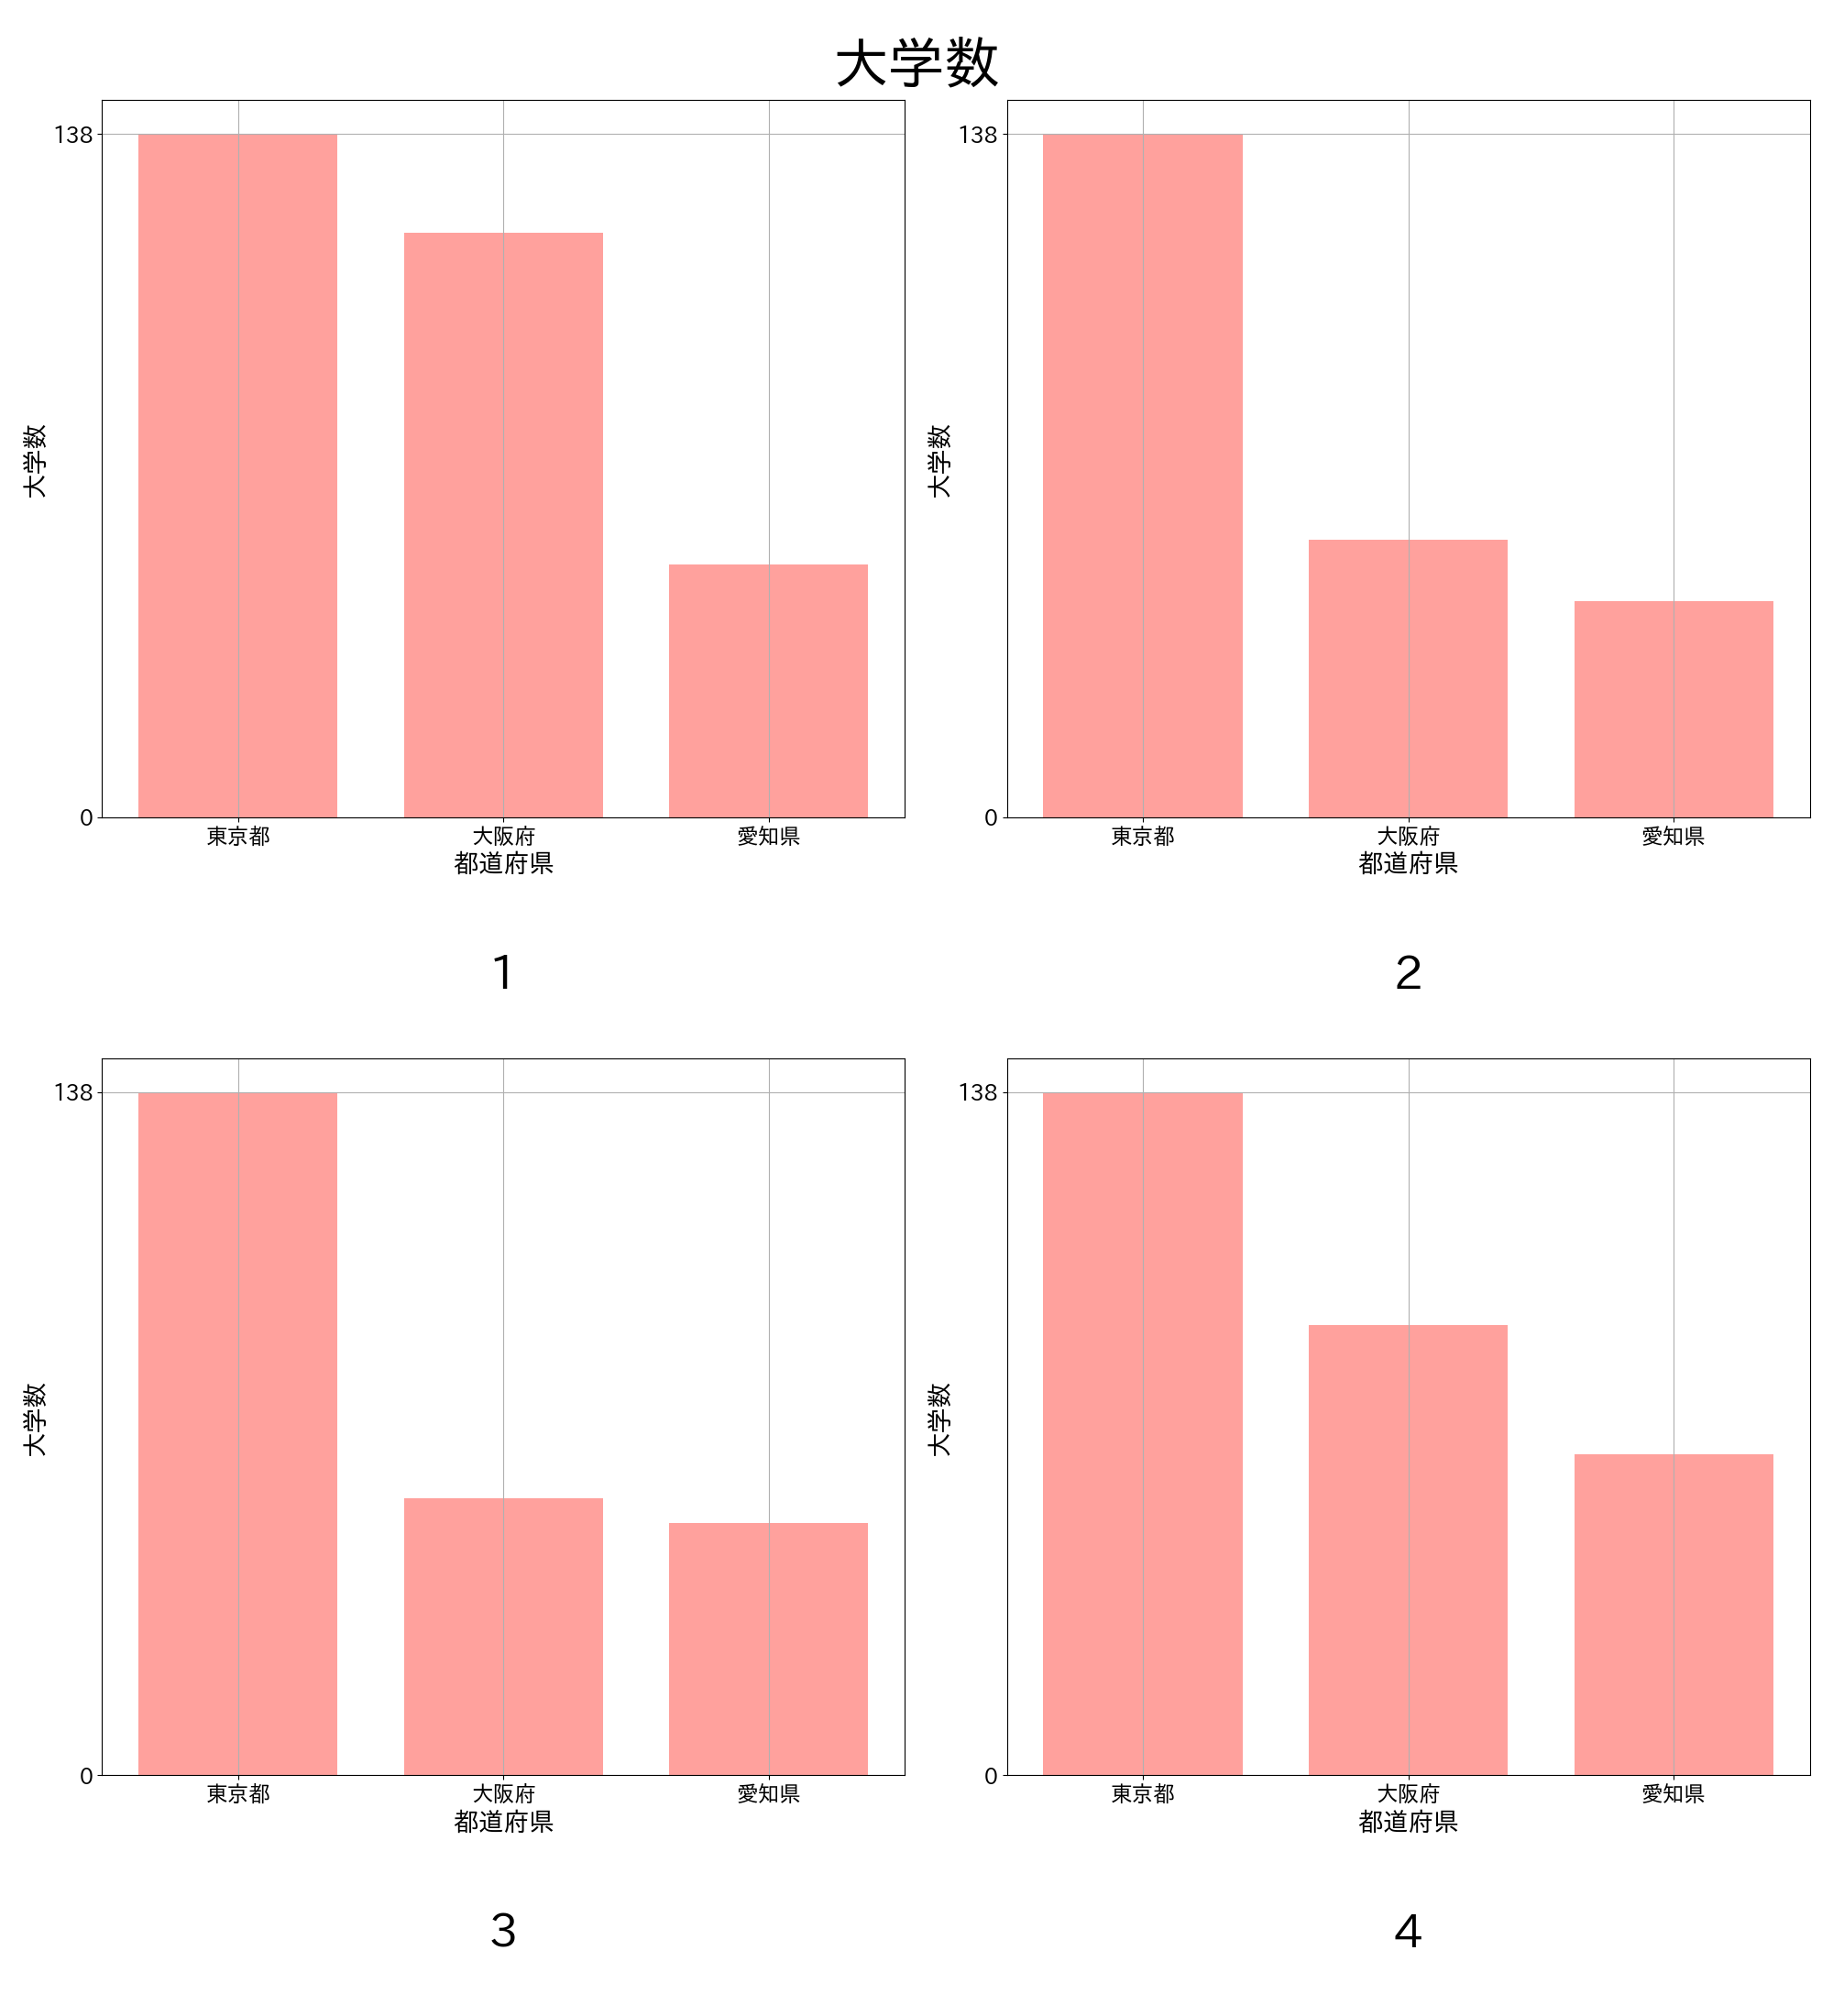 大学数
138
0
大学数
東京都 大阪府 愛知県
都道府県
1
138
0
大学数
東京都 大阪府 愛知県
都道府県
2
138
0
大学数
東京都 大阪府 愛知県
都道府県
3
138
0
大学数
東京都 大阪府 愛知県
都道府県
4